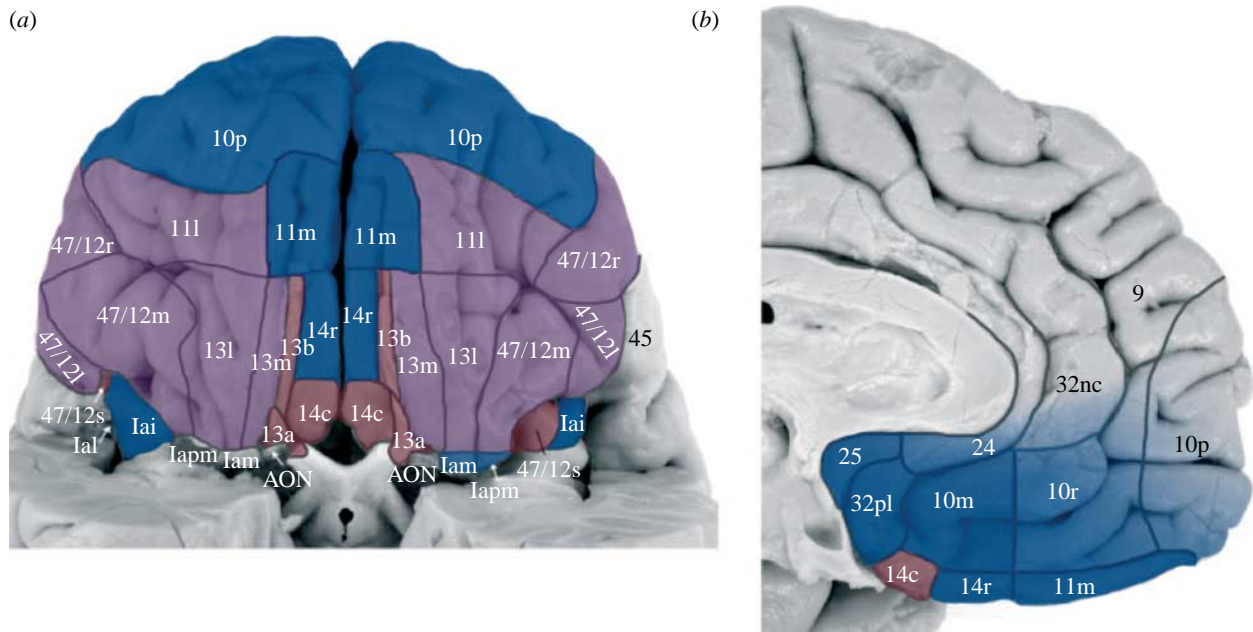 (a)
10p 10p
47/12r 11l 11m 11m 11l 47/12r
47/12m 13l 13m 13b 14r 14r 13b 13m 13l 47/12m 47/12l 45
47/12l
47/12s Ial Iai Iapm Iam 13a AON 14c 14c 13a AON Iam Iapm 47/12s Iai
(b)
9
32nc
25 24 10p
32pl 10m 10r
14c 14r 11m